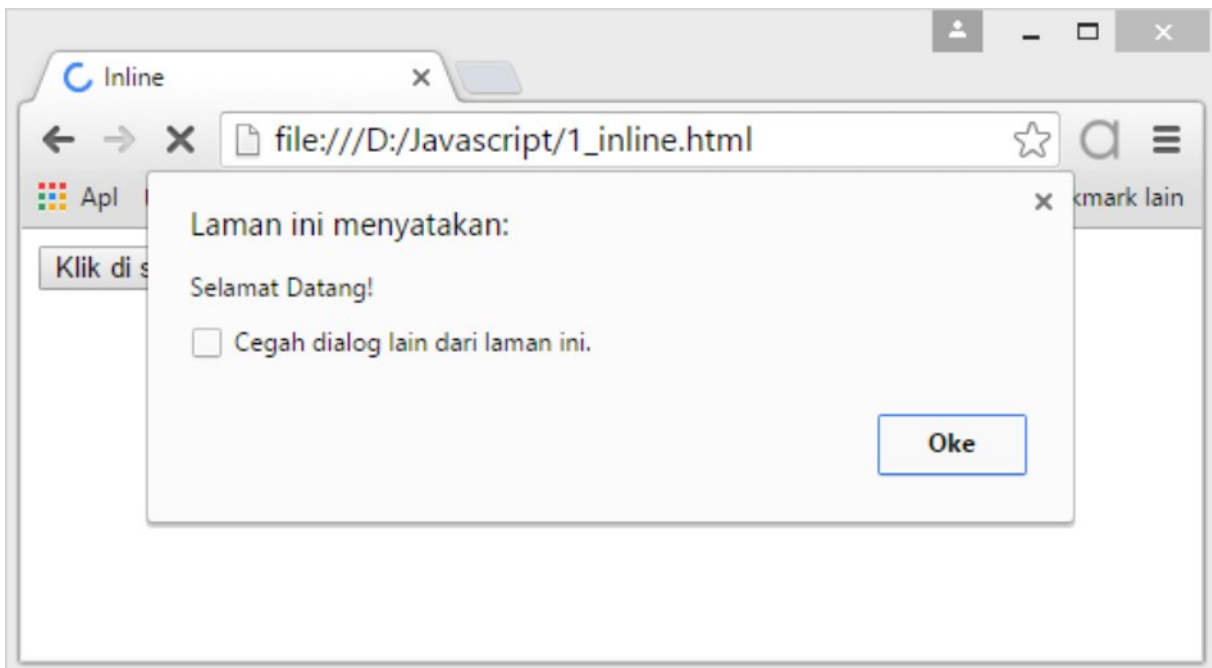 Inline
file:///D:/Javascript/1_inline.html
Apl
kmark lain
Laman ini menyatakan:
Klik di s
Selamat Datang!
Cegah dialog lain dari laman ini.
Oke